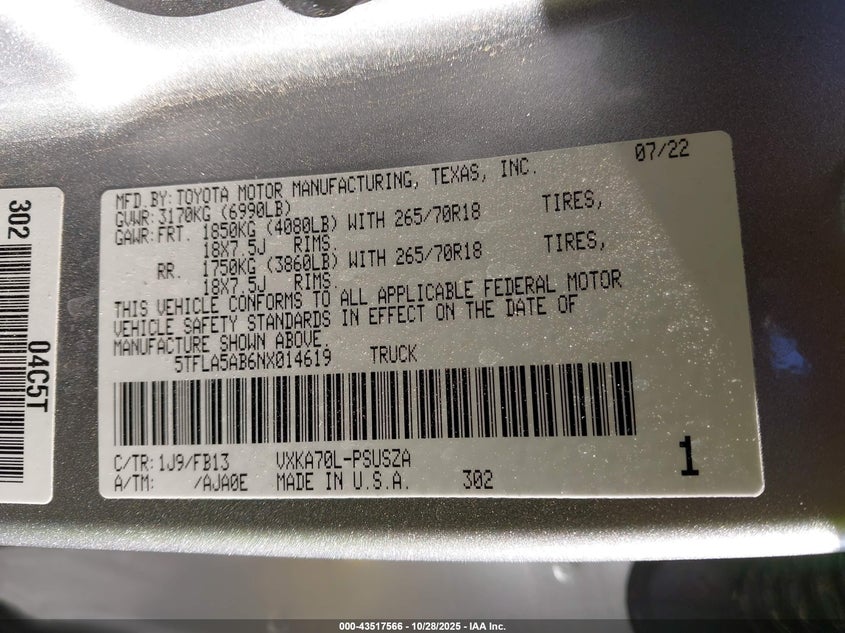 302
04C5T
MFD.BY:TOYOTA MOTOR MANUFACTURING, TEXAS, INC. 07/22
GVWR:3170KG (6990LB)
GAWR:FRT. 1850KG (4080LB) WITH 265/70R18 TIRES,
18X7.5J RIMS.
RR. 1750KG (3860LB) WITH 265/70R18 TIRES,
18X7.5J RIMS.
THIS VEHICLE CONFORMS TO ALL APPLICABLE FEDERAL MOTOR
VEHICLE SAFETY STANDARDS IN EFFECT ON THE DATE OF
MANUFACTURE SHOWN ABOVE.
5TFLA5AB6NX014619 TRUCK
C/TR:1J9/FB13 VXKA70L-PSUSZA
A/TM: /AJA0E MADE IN U.S.A. 302
1
000-43517566 - 10/28/2025 - IAA Inc.